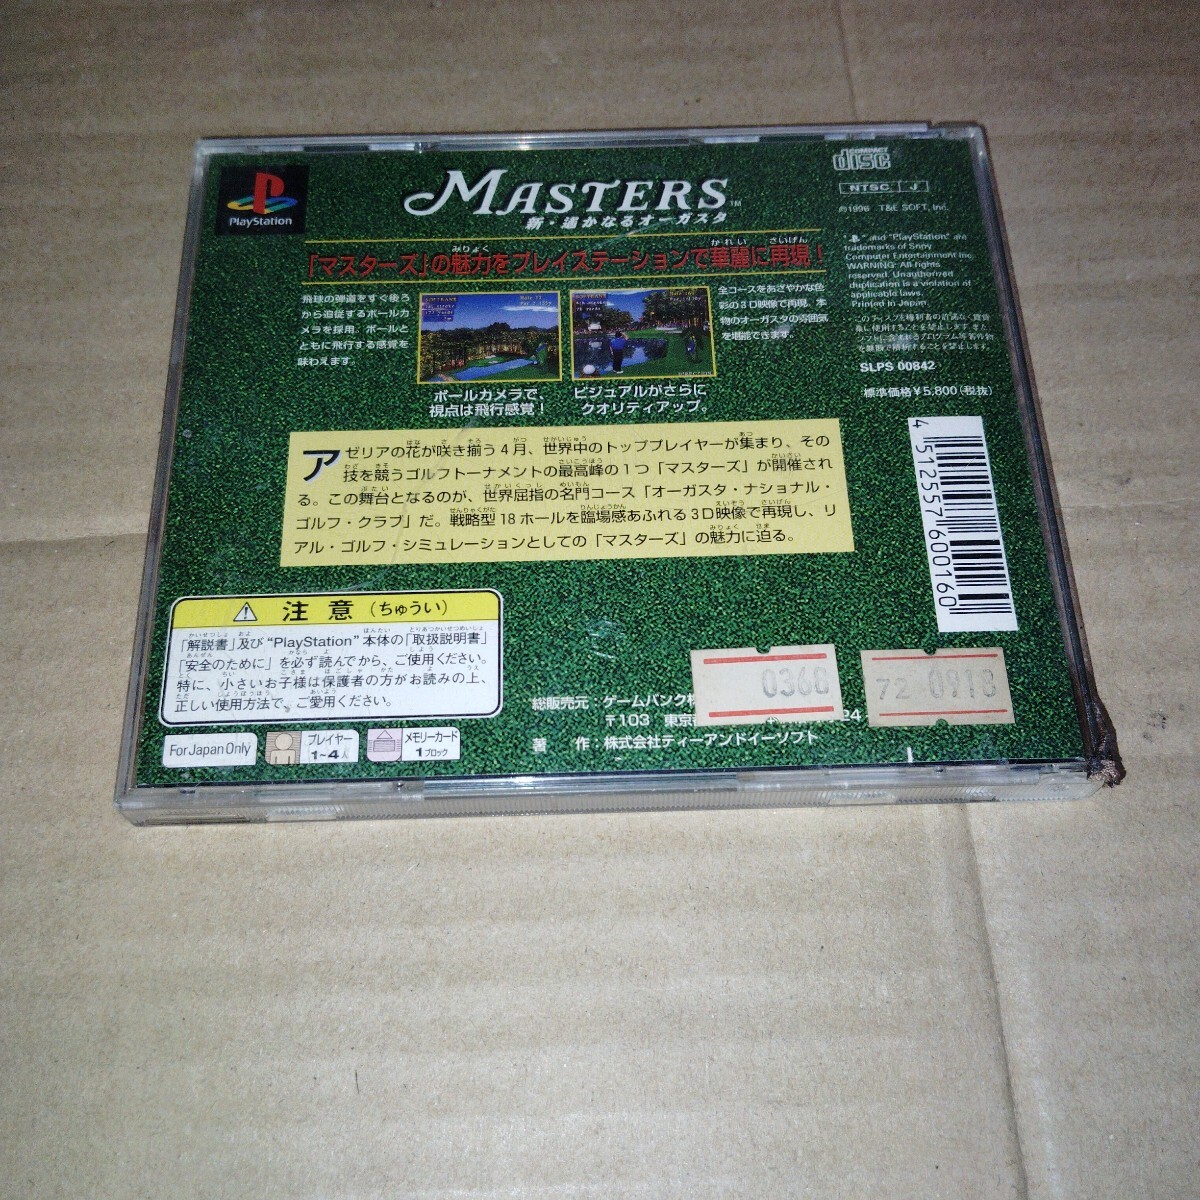 PlayStation
MASTERS™
新・遙かなるオーガスタ
COMPACT
disc
NTSC J
©1996 T&E SOFT, Inc.
"and "PlayStation" are
trademarks of Sony
Computer Entertainment Inc.
WARNING: All rights
reserved. Unauthorized
duplication is a violation of
applicable laws.
Printed in Japan
SLPS 00842
標準価格¥5,800(税抜)
みりょく かれい さいげん
「マスターズ」の魅力をプレイステーションで華麗に再現!
飛球の弾道をすぐ後ろ
から追従するボールカ
メラを採用。ボールと
ともに飛行する感覚を
味わえます。
ボールカメラで、
視点は飛行感覚!
ビジュアルがさらに
クオリティアップ。
全コースをあざやかな色
彩の3D映像で再現。本
物のオーガスタの雰囲気
を堪能できます。
アゼリアの花が咲き揃う4月、世界中のトッププレイヤーが集まり、その
技を競うゴルフトーナメントの最高峰の1つ「マスターズ」が開催され
る。この舞台となるのが、世界屈指の名門コース「オーガスタ・ナショナル・
ゴルフ・クラブ」だ。戦略型18ホールを臨場感あふれる3D映像で再現し、リ
アル・ゴルフ・シミュレーションとしての「マスターズ」の魅力に迫る。
4 512557 600160
注意(ちゅうい)
「解説書」及び"PlayStation"本体の「取扱説明書」
「安全のために」を必ず読んでから、ご使用ください。
特に、小さいお子様は保護者の方がお読みの上、
正しい使用方法で、ご愛用ください。
For Japan Only
プレイヤー
1~4人
メモリーカード
1ブロック
総販売元:ゲームバンク
〒103 東京
24
著 作:株式会社ティーアンドイーソフト
0368
72 0918